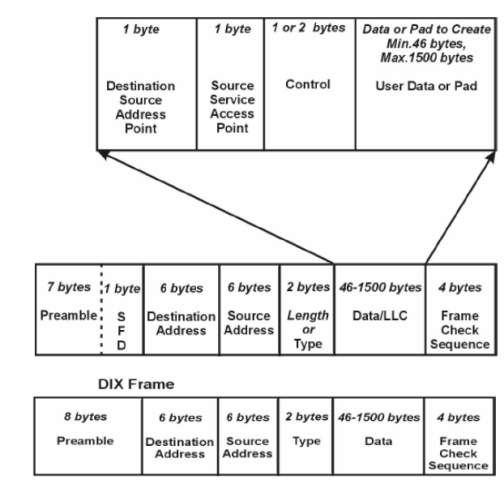 1 byte
1 byte
1 or 2 bytes
Data or Pad to Create
Min.46 bytes,
Max.1500 bytes
Destination
Source
Address
Point
Source
Service
Access
Point
Control
User Data or Pad
7 bytes
1 byte
6 bytes
6 bytes
2 bytes
46-1500 bytes
4 bytes
Preamble
S
F
D
Destination
Address
Source
Address
Length
or
Type
Data/LLC
Frame
Check
Sequence
DIX Frame
8 bytes
6 bytes
6 bytes
2 bytes
46-1500 bytes
4 bytes
Preamble
Destination
Address
Source
Address
Type
Data
Frame
Check
Sequence